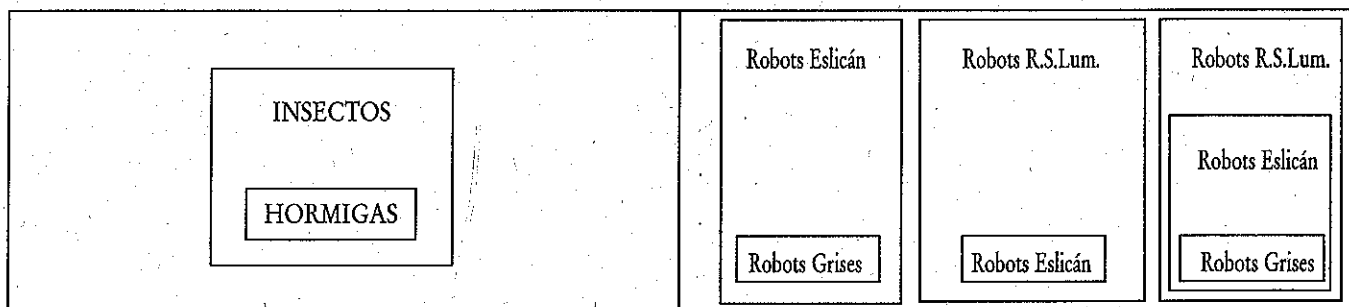 INSECTOS
HORMIGAS
Robots Eslicán
Robots Grises
Robots R.S.Lum.
Robots Eslicán
Robots R.S.Lum.
Robots Eslicán
Robots Grises